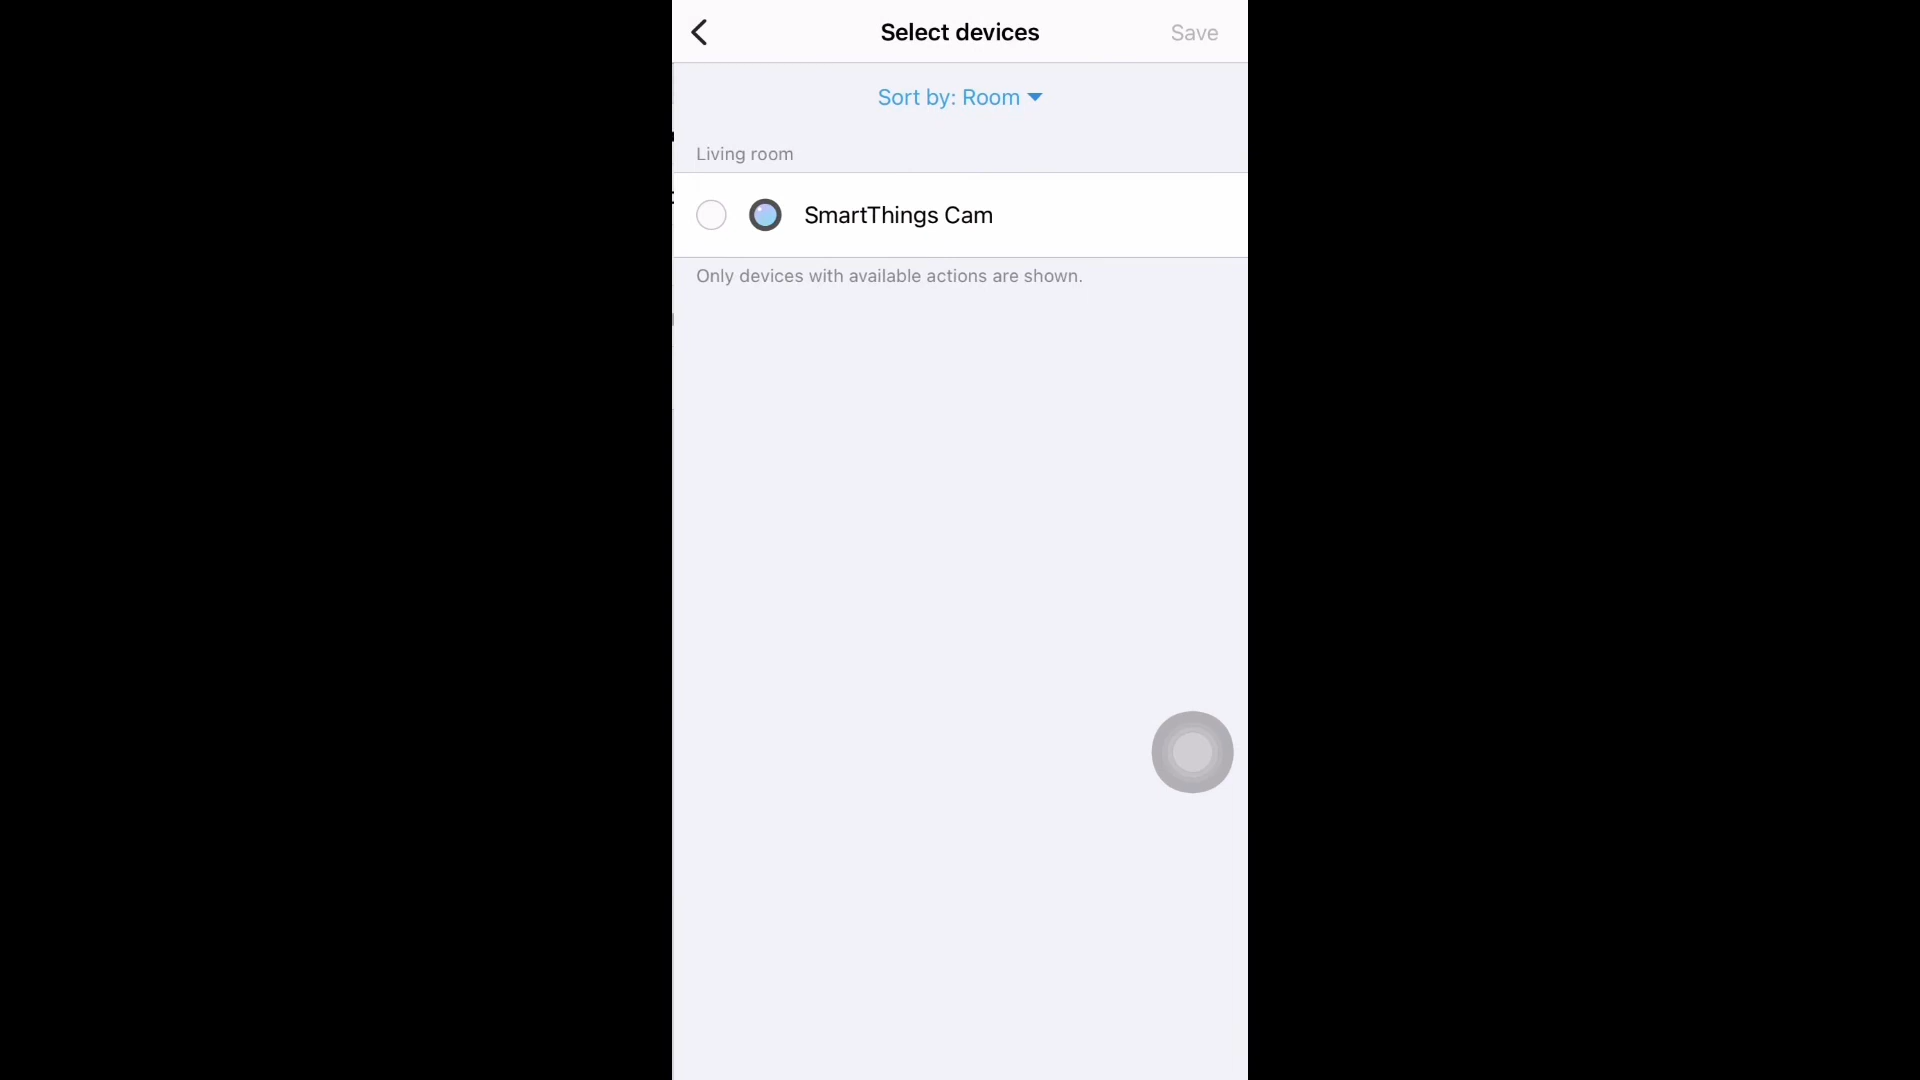 Select devices
Save
Sort by: Room
Living room
SmartThings Cam
Only devices with available actions are shown.